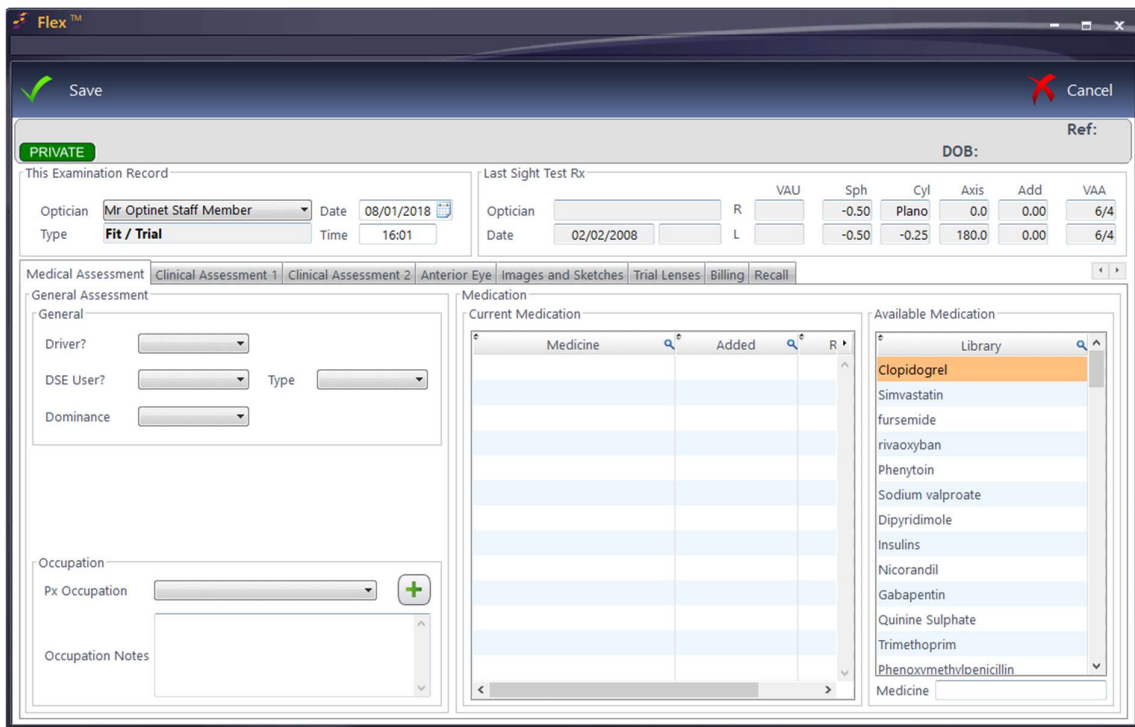 Flex ™
Save
Cancel
Ref:
PRIVATE
DOB:
This Examination Record
Optician Mr Optinet Staff Member Date 08/01/2018
Type Fit / Trial Time 16:01
Last Sight Test Rx
VAU Sph Cyl Axis Add VAA
Optician R -0.50 Plano 0.0 0.00 6/4
Date 02/02/2008 L -0.50 -0.25 180.0 0.00 6/4
Medical Assessment Clinical Assessment 1 Clinical Assessment 2 Anterior Eye Images and Sketches Trial Lenses Billing Recall
General Assessment
General
Driver?
DSE User? Type
Dominance
Occupation
Px Occupation
Occupation Notes
Medication
Current Medication
Medicine Added R
Available Medication
Library
Clopidogrel
Simvastatin
fursemide
rivaoxyban
Phenytoin
Sodium valproate
Dipyridimole
Insulins
Nicorandil
Gabapentin
Quinine Sulphate
Trimethoprim
Phenoxymethylpenicillin
Medicine